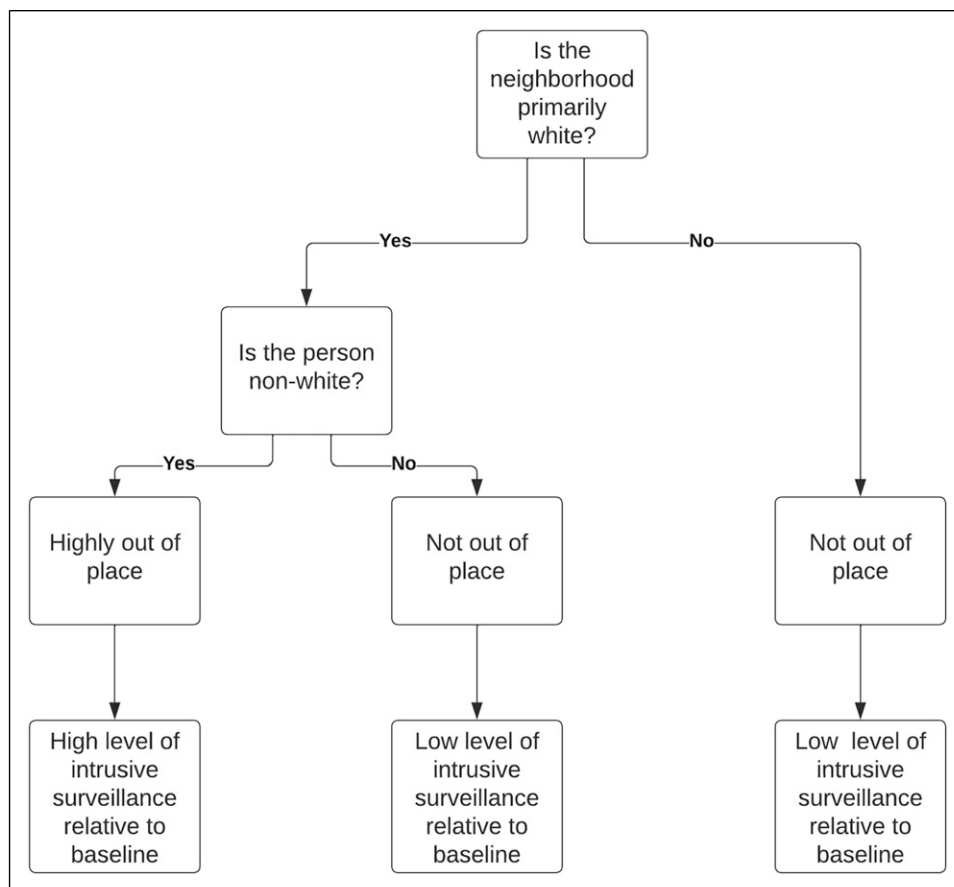 Is the
neighborhood
primarily
white?
Yes
No
Is the person
non-white?
Yes
No
Highly out of
place
Not out of
place
Not out of
place
High level of
intrusive
surveillance
relative to
baseline
Low level of
intrusive
surveillance
relative to
baseline
Low level of
intrusive
surveillance
relative to
baseline